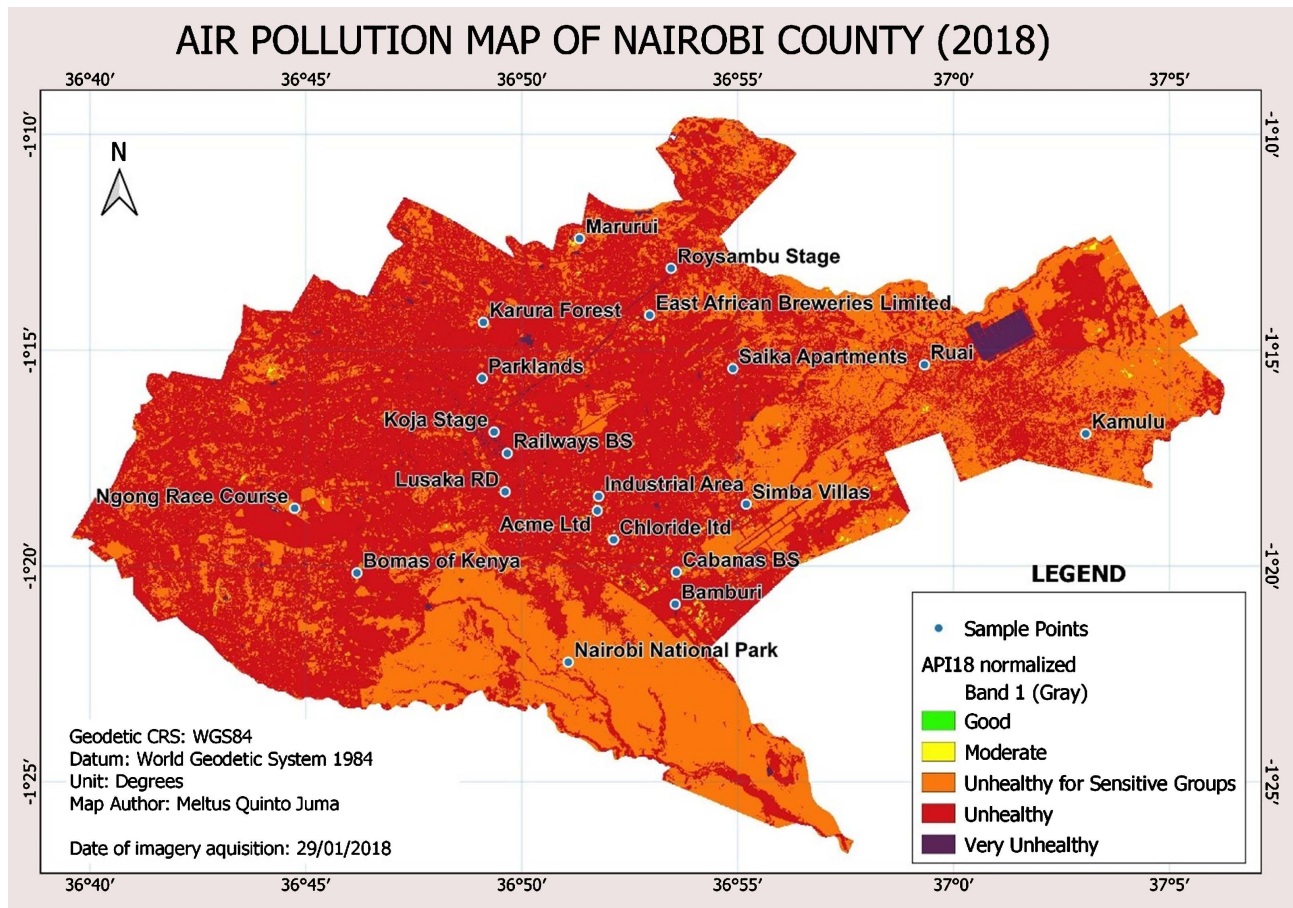 AIR POLLUTION MAP OF NAIROBI COUNTY (2018)
36°40′ 36°45′ 36°50′ 36°55′ 37°0′ 37°5′
-1°10′ -1°10′
N
Marurui
Roysambu Stage
East African Breweries Limited
Karura Forest
-1°15′ -1°15′
Saika Apartments
Ruai
Parklands
Koja Stage
Kamulu
Railways BS
Lusaka RD
Industrial Area
Simba Villas
Ngong Race Course
Acme Ltd
Chloride ltd
Bomas of Kenya
Cabanas BS
-1°20′ -1°20′
Bamburi
Nairobi National Park
LEGEND
Sample Points
API18 normalized
Band 1 (Gray)
Good
Moderate
Unhealthy for Sensitive Groups
Unhealthy
Very Unhealthy
Geodetic CRS: WGS84
Datum: World Geodetic System 1984
Unit: Degrees
Map Author: Meltus Quinto Juma
Date of imagery aquisition: 29/01/2018
-1°25′ -1°25′
36°40′ 36°45′ 36°50′ 36°55′ 37°0′ 37°5′